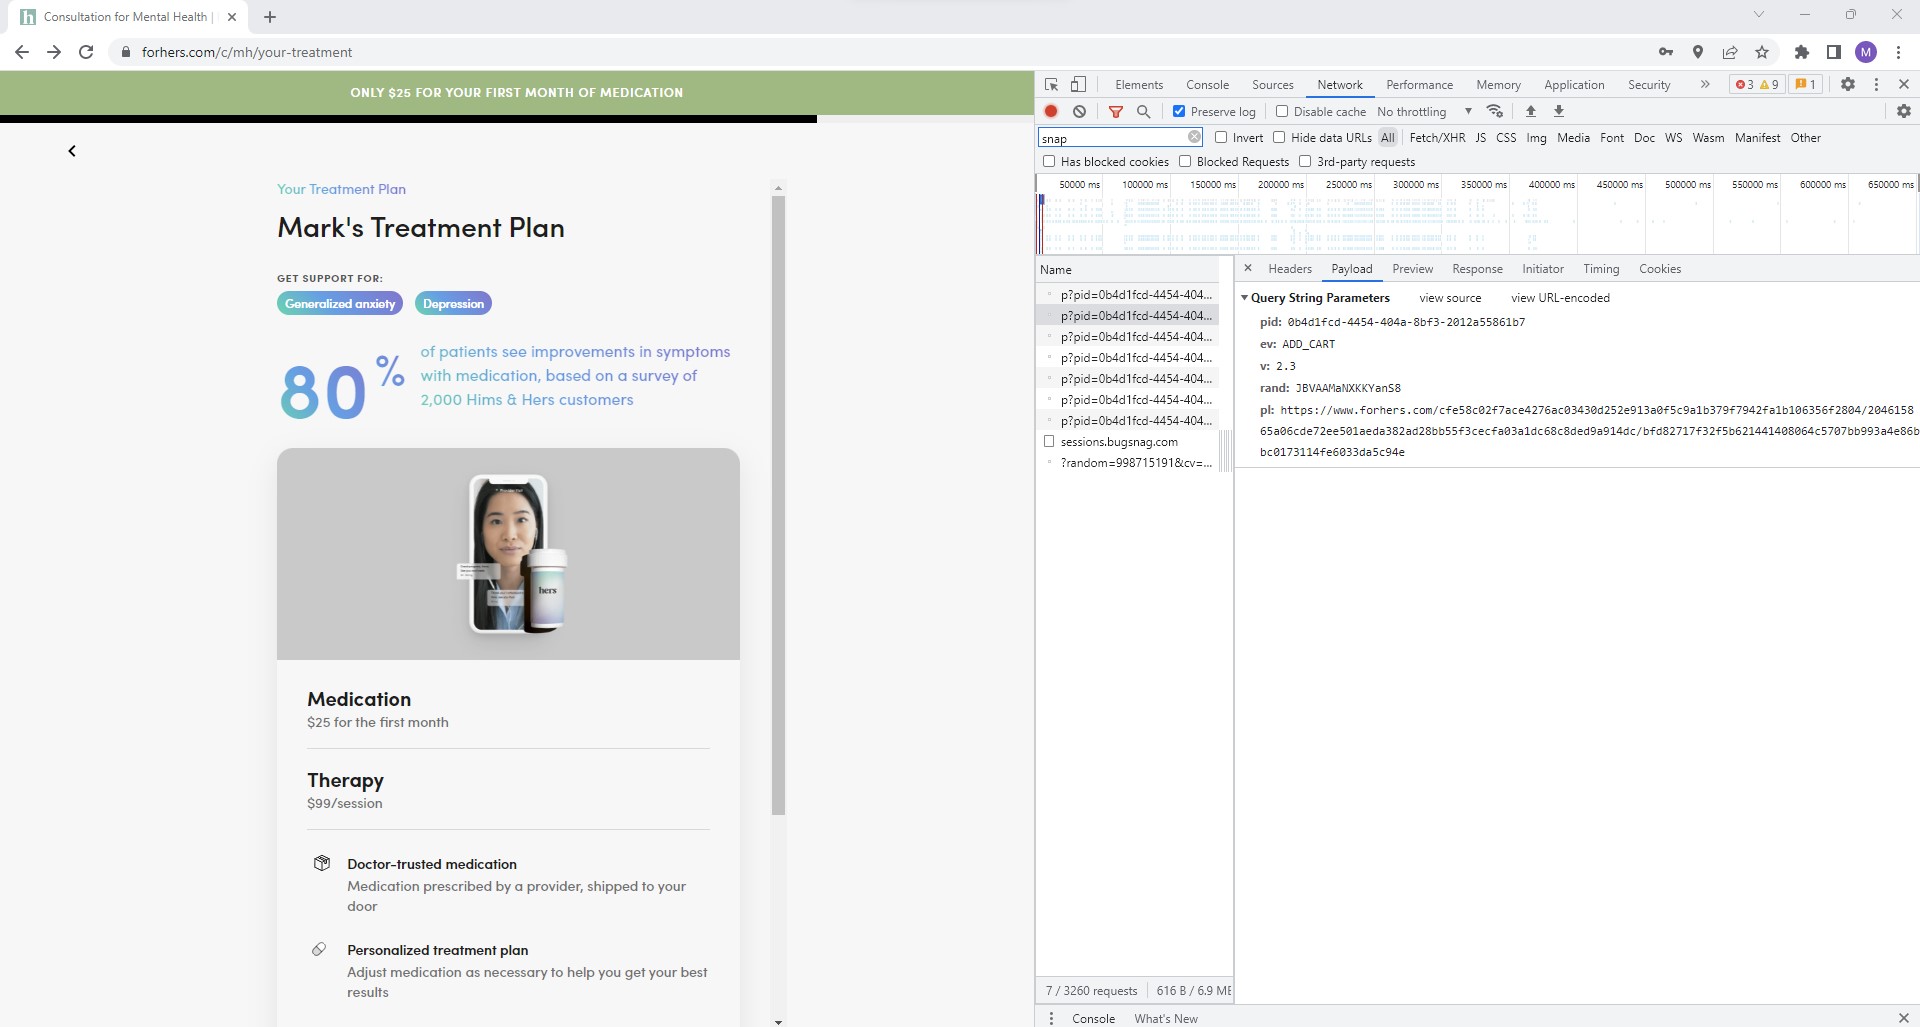 Consultation for Mental Health |
forhers.com/c/mh/your-treatment
M
ONLY $25 FOR YOUR FIRST MONTH OF MEDICATION
Your Treatment Plan
Mark's Treatment Plan
GET SUPPORT FOR:
Generalized anxiety
Depression
80%
of patients see improvements in symptoms
with medication, based on a survey of
2,000 Hims & Hers customers
hers
Medication
$25 for the first month
Therapy
$99/session
Doctor-trusted medication
Medication prescribed by a provider, shipped to your
door
Personalized treatment plan
Adjust medication as necessary to help you get your best
results
Elements Console Sources Network Performance Memory Application Security » 3 9 1
Preserve log Disable cache No throttling
snap Invert Hide data URLs All Fetch/XHR JS CSS Img Media Font Doc WS Wasm Manifest Other
Has blocked cookies Blocked Requests 3rd-party requests
50000 ms 100000 ms 150000 ms 200000 ms 250000 ms 300000 ms 350000 ms 400000 ms 450000 ms 500000 ms 550000 ms 600000 ms 650000 ms
Name
p?pid=0b4d1fcd-4454-404...
p?pid=0b4d1fcd-4454-404...
p?pid=0b4d1fcd-4454-404...
p?pid=0b4d1fcd-4454-404...
p?pid=0b4d1fcd-4454-404...
p?pid=0b4d1fcd-4454-404...
p?pid=0b4d1fcd-4454-404...
sessions.bugsnag.com
?random=998715191&cv=...
7 / 3260 requests 616 B / 6.9 ME
Headers Payload Preview Response Initiator Timing Cookies
Query String Parameters view source view URL-encoded
pid: 0b4d1fcd-4454-404a-8bf3-2012a55861b7
ev: ADD_CART
v: 2.3
rand: JBVAAMaNXKKYanS8
pl: https://www.forhers.com/cfe58c02f7ace4276ac03430d252e913a0f5c9a1b379f7942fa1b106356f2804/2046158
65a06cde72ee501aeda382ad28bb55f3cecfa03a1dc68c8ded9a914dc/bfd82717f32f5b621441408064c5707bb993a4e86b
bc0173114fe6033da5c94e
Console What's New